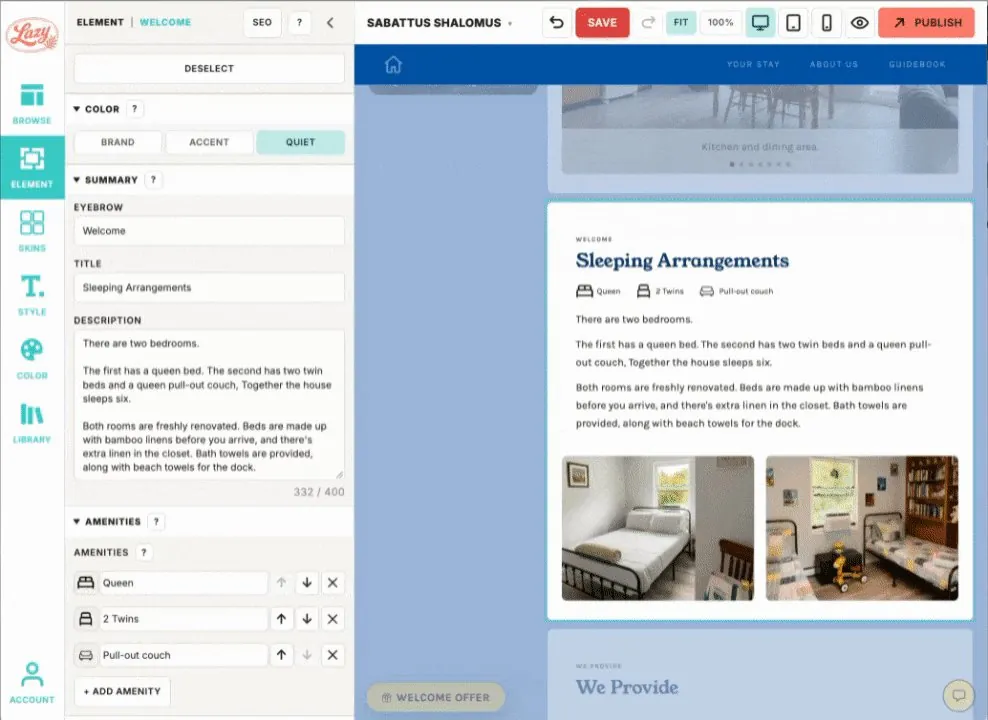 Lazy
BROWSE
ELEMENT
SKINS
STYLE
COLOR
LIBRARY
ACCOUNT
ELEMENT | WELCOME
SEO
?
DESELECT
COLOR ?
BRAND
ACCENT
QUIET
SUMMARY ?
EYEBROW
Welcome
TITLE
Sleeping Arrangements
DESCRIPTION
There are two bedrooms.
The first has a queen bed. The second has two twin
beds and a queen pull-out couch, Together the house
sleeps six.
Both rooms are freshly renovated. Beds are made up
with bamboo linens before you arrive, and there's
extra linen in the closet. Bath towels are provided,
along with beach towels for the dock.
332 / 400
AMENITIES ?
AMENITIES ?
Queen
2 Twins
Pull-out couch
+ ADD AMENITY
SABATTUS SHALOMUS
SAVE
FIT
100%
PUBLISH
YOUR STAY
ABOUT US
GUIDEBOOK
Kitchen and dining area.
WELCOME
Sleeping Arrangements
Queen
2 Twins
Pull-out couch
There are two bedrooms.
The first has a queen bed. The second has two twin beds and a queen pull-
out couch, Together the house sleeps six.
Both rooms are freshly renovated. Beds are made up with bamboo linens
before you arrive, and there's extra linen in the closet. Bath towels are
provided, along with beach towels for the dock.
WE PROVIDE
We Provide
WELCOME OFFER